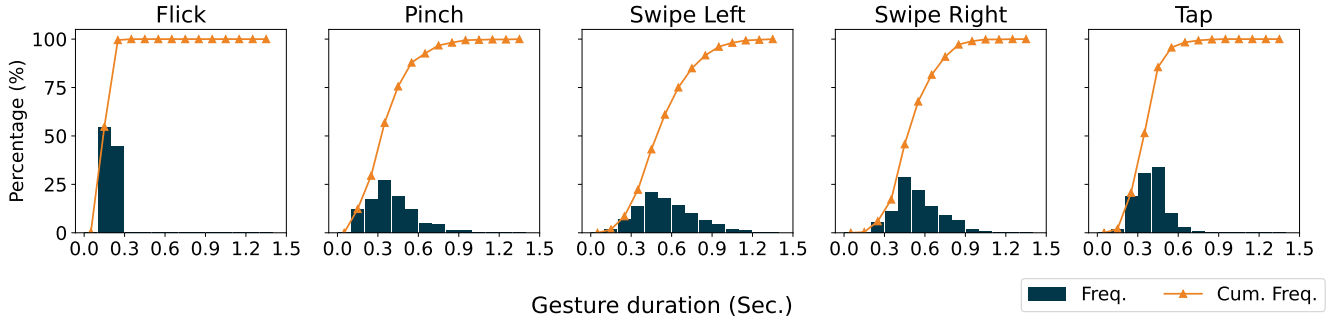 Flick Pinch Swipe Left Swipe Right Tap
Percentage (%)
100
75
50
25
0
0.0 0.3 0.6 0.9 1.2 1.5 0.0 0.3 0.6 0.9 1.2 1.5 0.0 0.3 0.6 0.9 1.2 1.5 0.0 0.3 0.6 0.9 1.2 1.5 0.0 0.3 0.6 0.9 1.2 1.5
Gesture duration (Sec.)
Freq. Cum. Freq.